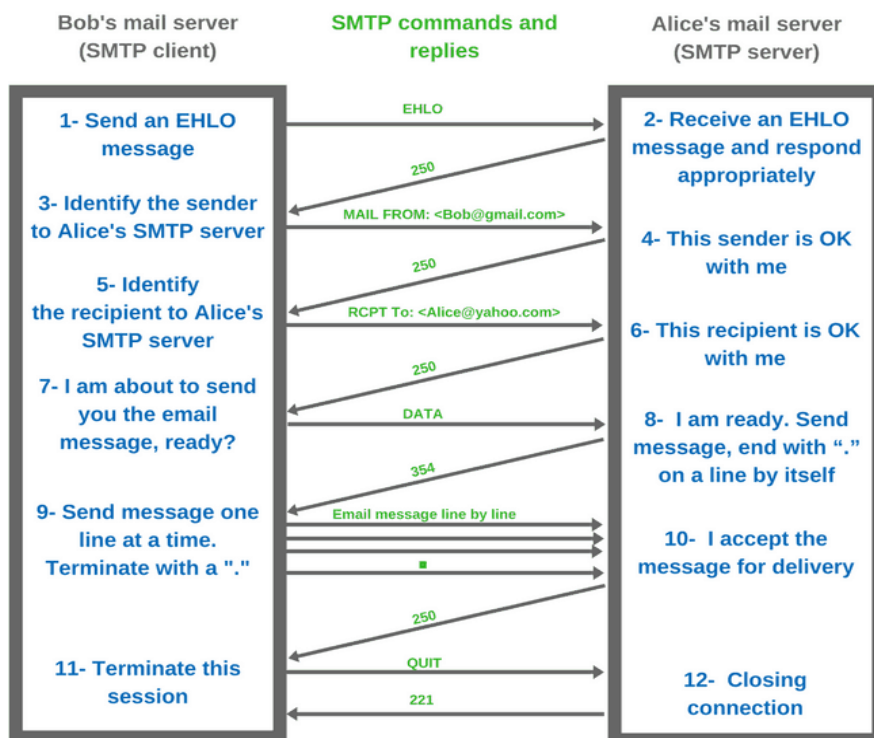 Bob's mail server
(SMTP client)
SMTP commands and
replies
Alice's mail server
(SMTP server)
1- Send an EHLO
message
EHLO
2- Receive an EHLO
message and respond
appropriately
250
3- Identify the sender
to Alice's SMTP server
MAIL FROM: <Bob@gmail.com>
4- This sender is OK
with me
250
5- Identify
the recipient to Alice's
SMTP server
RCPT To: <Alice@yahoo.com>
6- This recipient is OK
with me
250
7- I am about to send
you the email
message, ready?
DATA
8- I am ready. Send
message, end with “.”
on a line by itself
354
9- Send message one
line at a time.
Terminate with a "."
Email message line by line
.
10- I accept the
message for delivery
250
11- Terminate this
session
QUIT
12- Closing
connection
221